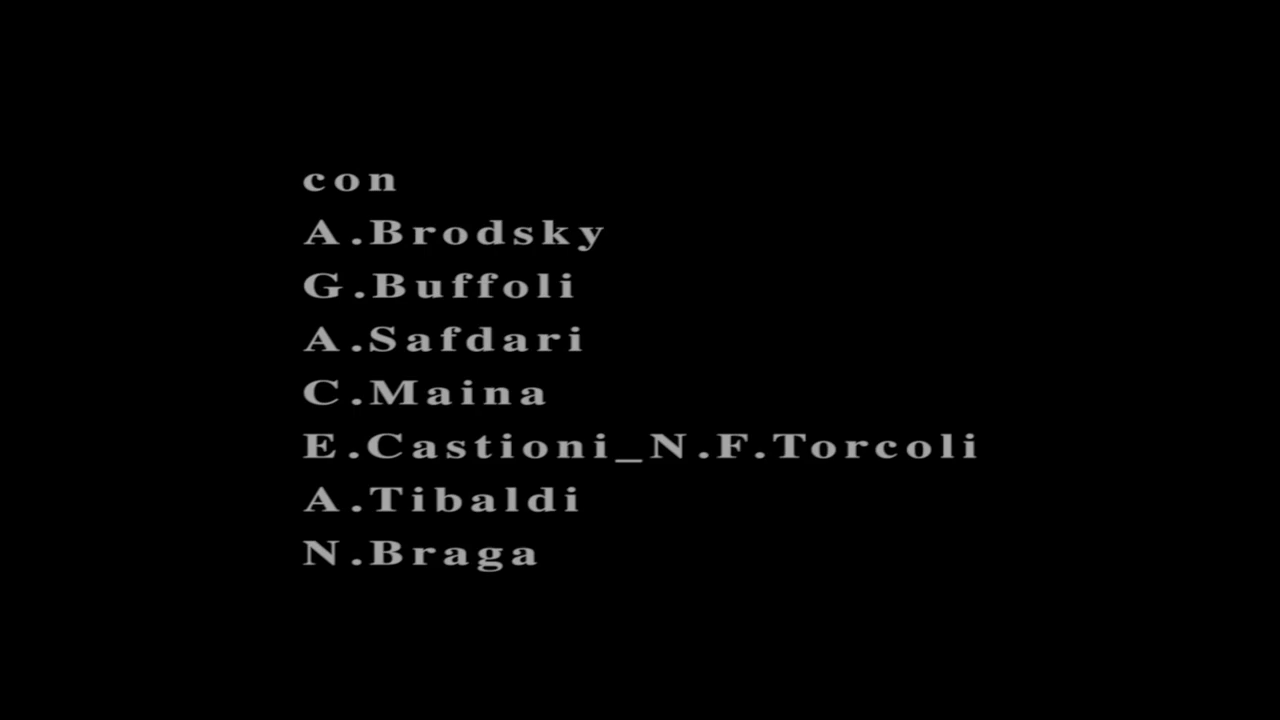 con
A.Brodsky
G.Buffoli
A.Safdari
C.Maina
E.Castioni_N.F.Torcoli
A.Tibaldi
N.Braga